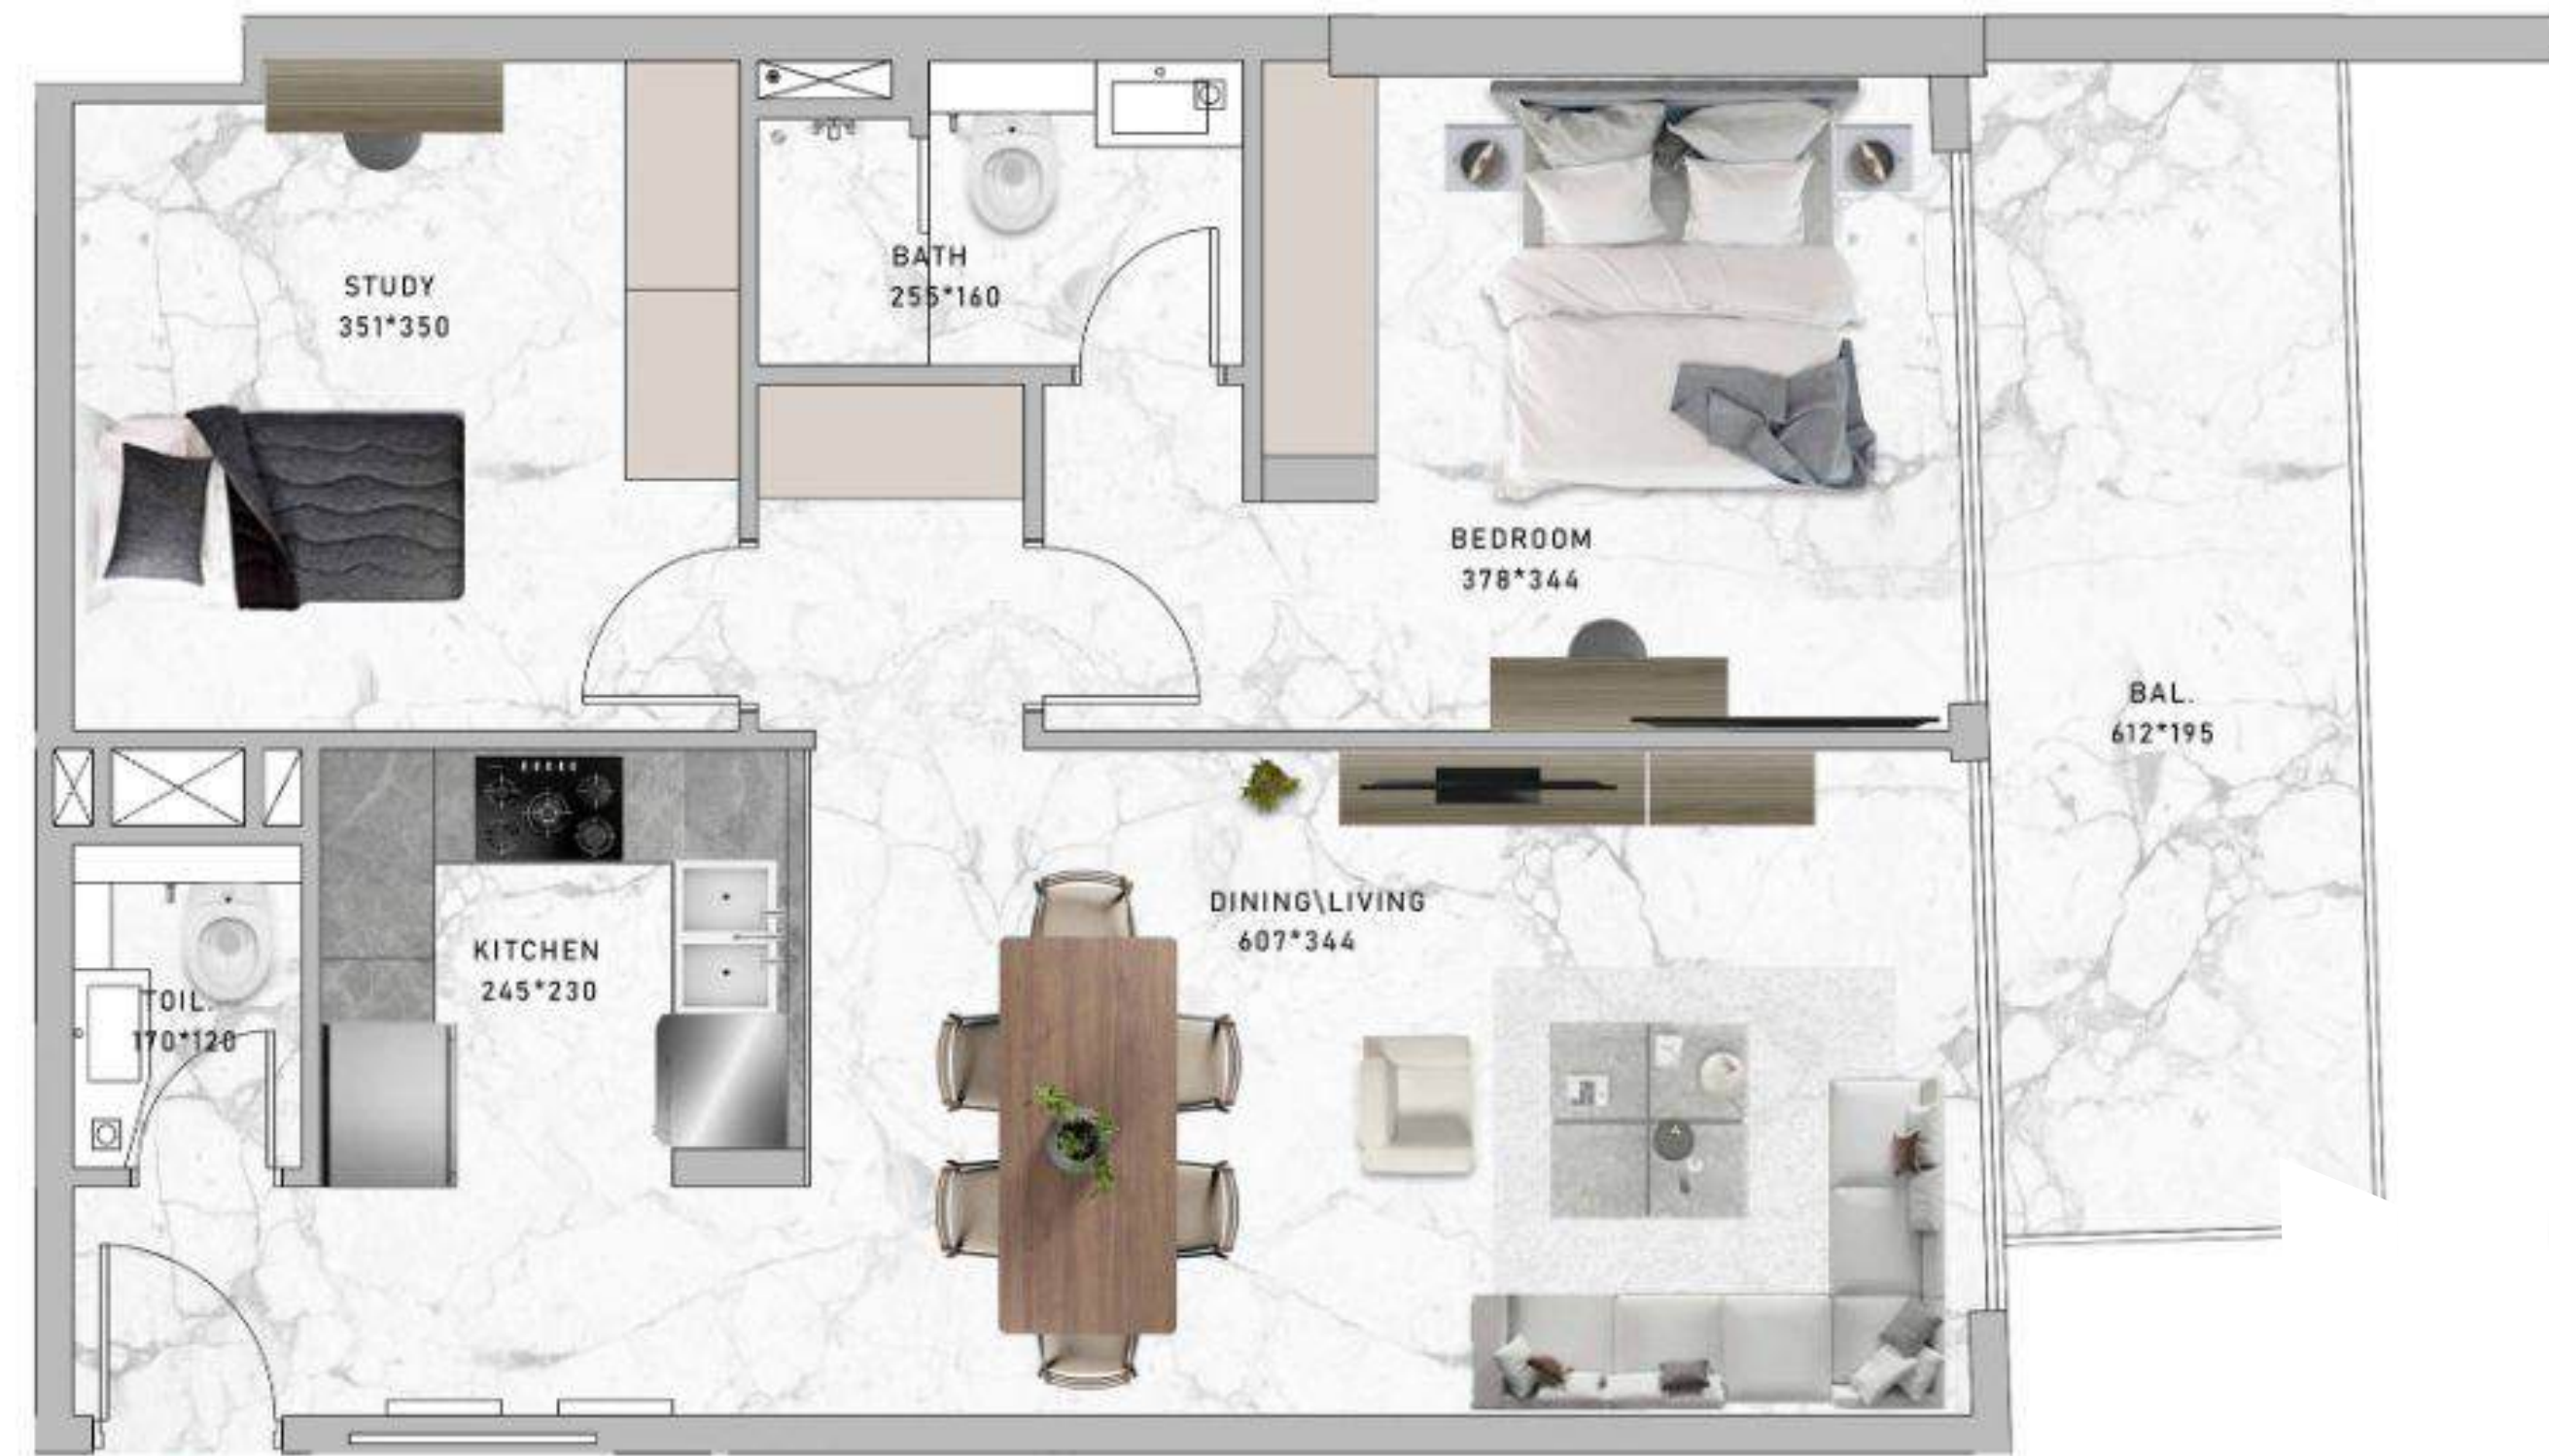 STUDY
351*350
BATH
255*160
BEDROOM
378*344
BAL.
612*195
DINING\LIVING
607*344
KITCHEN
245*230
TOIL.
170*120